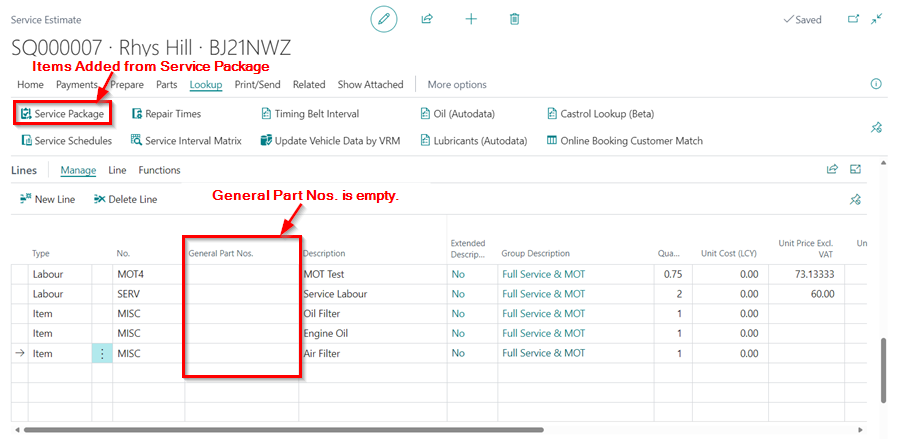 Service Estimate
Saved
SQ000007 · Rhys Hill · BJ21NWZ
Items Added from Service Package
Home Payments Prepare Parts Lookup Print/Send Related Show Attached More options
Service Package Repair Times Timing Belt Interval Oil (Autodata) Castrol Lookup (Beta)
Service Schedules Service Interval Matrix Update Vehicle Data by VRM Lubricants (Autodata) Online Booking Customer Match
Lines Manage Line Functions
New Line Delete Line
General Part Nos. is empty.
Type No. General Part Nos. Description Extended Descrip... Group Description Qua... Unit Cost (LCY) Unit Price Excl. VAT Un
Labour MOT4 MOT Test No Full Service & MOT 0.75 0.00 73.13333
Labour SERV Service Labour No Full Service & MOT 2 0.00 60.00
Item MISC Oil Filter No Full Service & MOT 1 0.00
Item MISC Engine Oil No Full Service & MOT 1 0.00
Item MISC Air Filter No Full Service & MOT 1 0.00